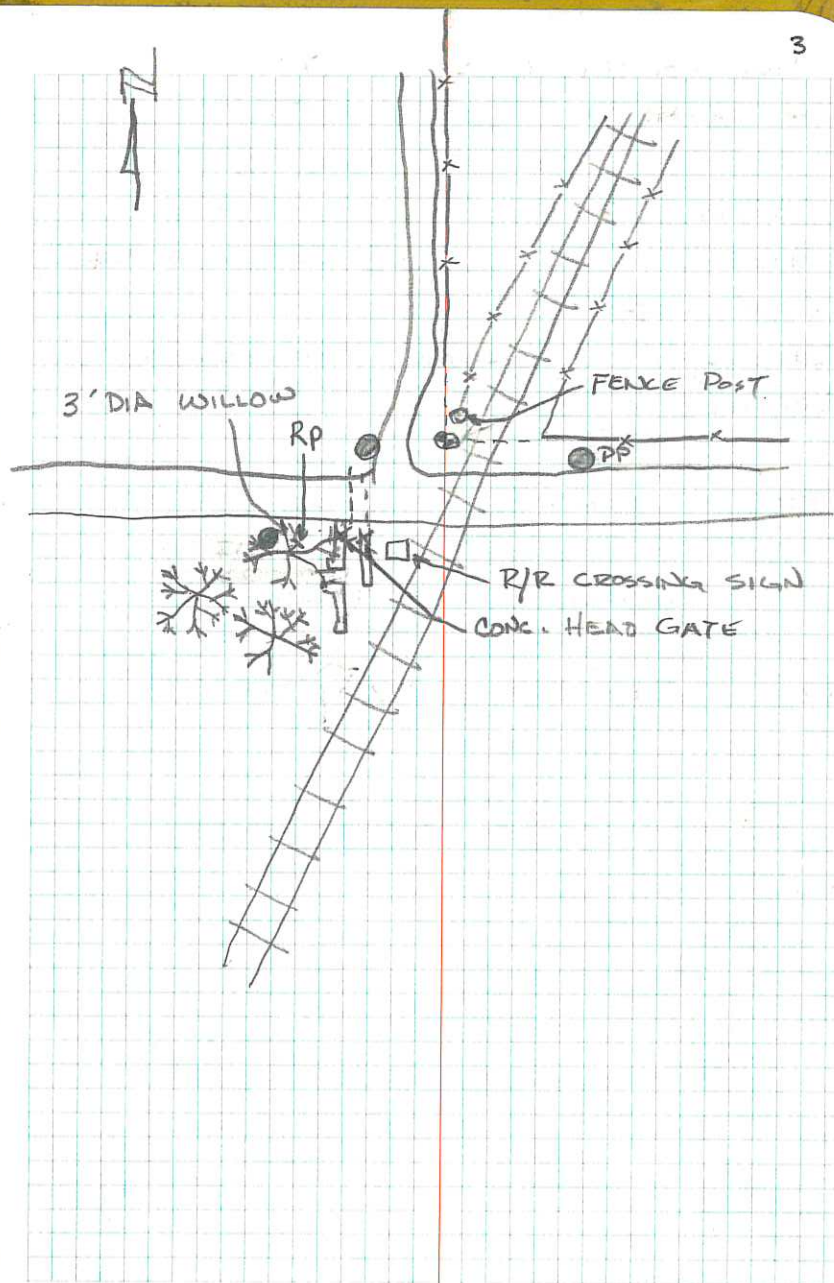 3
N
3' DIA WILLOW
RP
FENCE POST
PP
R/R CROSSING SIGN
CONC. HEAD GATE